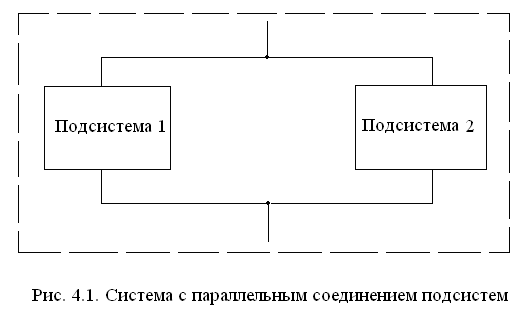 Подсистема 1
Подсистема 2
Рис. 4.1. Система с параллельным соединением подсистем